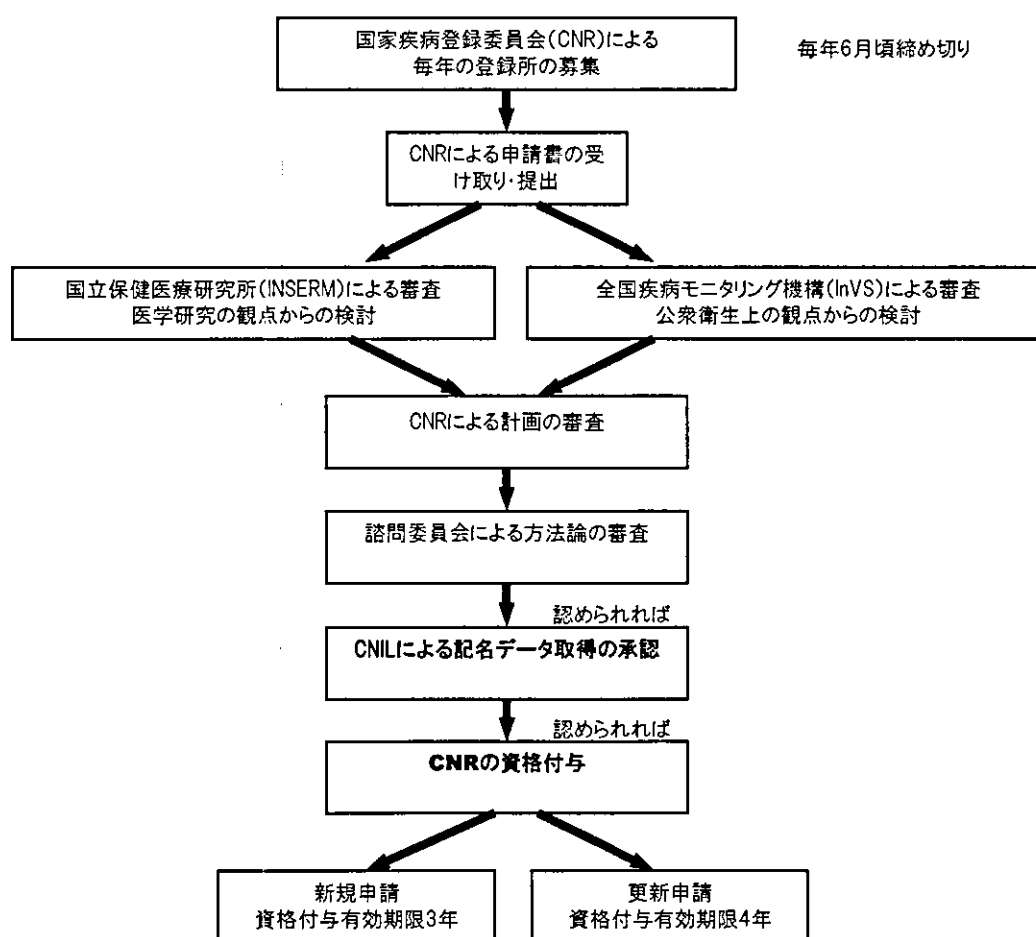 国家疾病登録委員会(CNR)による
毎年の登録所の募集
毎年6月頃締め切り
CNRによる申請書の受
け取り・提出
国立保健医療研究所(INSERM)による審査
医学研究の観点からの検討
全国疾病モニタリング機構(InVS)による審査
公衆衛生上の観点からの検討
CNRによる計画の審査
諮問委員会による方法論の審査
認められれば
CNILによる記名データ取得の承認
認められれば
CNRの資格付与
新規申請
資格付与有効期限3年
更新申請
資格付与有効期限4年